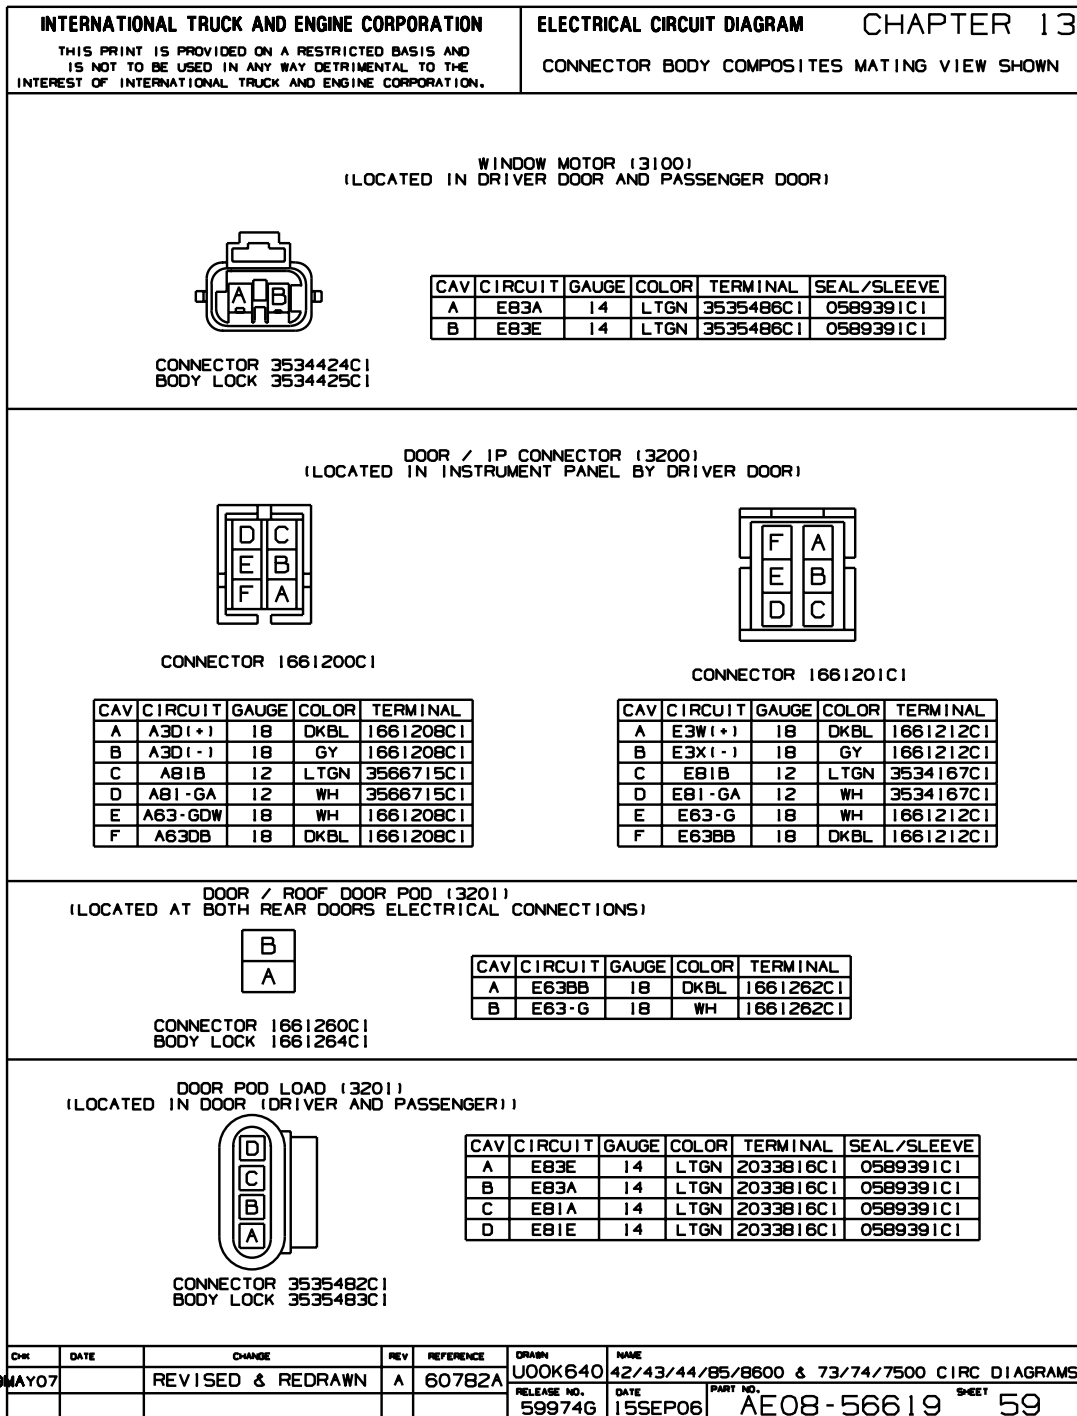 INTERNATIONAL TRUCK AND ENGINE CORPORATION
THIS PRINT IS PROVIDED ON A RESTRICTED BASIS AND
IS NOT TO BE USED IN ANY WAY DETRIMENTAL TO THE
INTEREST OF INTERNATIONAL TRUCK AND ENGINE CORPORATION.
ELECTRICAL CIRCUIT DIAGRAM CHAPTER 13
CONNECTOR BODY COMPOSITES MATING VIEW SHOWN
WINDOW MOTOR (3100)
(LOCATED IN DRIVER DOOR AND PASSENGER DOOR)
A B
CONNECTOR 3534424C1
BODY LOCK 3534425C1
CAV CIRCUIT GAUGE COLOR TERMINAL SEAL/SLEEVE
A E83A 14 LTGN 3535486C1 0589391C1
B E83E 14 LTGN 3535486C1 0589391C1
DOOR / IP CONNECTOR (3200)
(LOCATED IN INSTRUMENT PANEL BY DRIVER DOOR)
D C
E B
F A
CONNECTOR 1661200C1
CAV CIRCUIT GAUGE COLOR TERMINAL
A A3D(+) 18 DKBL 1661208C1
B A3D(-) 18 GY 1661208C1
C A81B 12 LTGN 3566715C1
D A81-GA 12 WH 3566715C1
E A63-GDW 18 WH 1661208C1
F A63DB 18 DKBL 1661208C1
F A
E B
D C
CONNECTOR 1661201C1
CAV CIRCUIT GAUGE COLOR TERMINAL
A E3W(+) 18 DKBL 1661212C1
B E3X(-) 18 GY 1661212C1
C E81B 12 LTGN 3534167C1
D E81-GA 12 WH 3534167C1
E E63-G 18 WH 1661212C1
F E63BB 18 DKBL 1661212C1
DOOR / ROOF DOOR POD (3201)
(LOCATED AT BOTH REAR DOORS ELECTRICAL CONNECTIONS)
B
A
CONNECTOR 1661260C1
BODY LOCK 1661264C1
CAV CIRCUIT GAUGE COLOR TERMINAL
A E63BB 18 DKBL 1661262C1
B E63-G 18 WH 1661262C1
DOOR POD LOAD (3201)
(LOCATED IN DOOR (DRIVER AND PASSENGER))
D
C
B
A
CONNECTOR 3535482C1
BODY LOCK 3535483C1
CAV CIRCUIT GAUGE COLOR TERMINAL SEAL/SLEEVE
A E83E 14 LTGN 2033816C1 0589391C1
B E83A 14 LTGN 2033816C1 0589391C1
C E81A 14 LTGN 2033816C1 0589391C1
D E81E 14 LTGN 2033816C1 0589391C1
CHK DATE CHANGE REV REFERENCE
MAY07 REVISED & REDRAWN A 60782A
DRAWN NAME
U00K640 42/43/44/85/8600 & 73/74/7500 CIRC DIAGRAMS
RELEASE NO. DATE PART NO. SHEET
59974G 15SEP06 AE08-56619 59